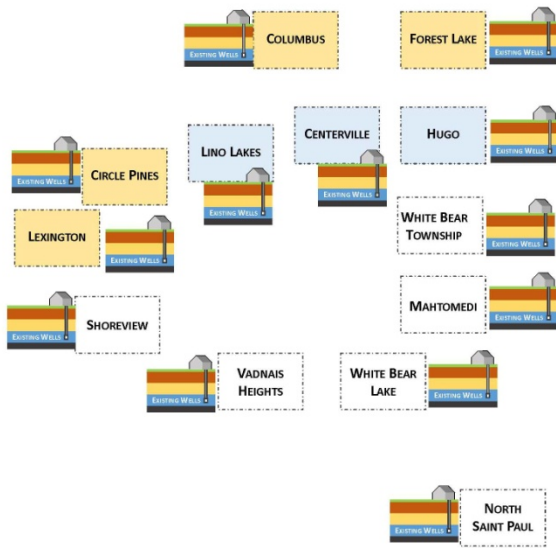 COLUMBUS
EXISTING WELLS
FOREST LAKE
EXISTING WELLS
CENTERVILLE
EXISTING WELLS
HUGO
EXISTING WELLS
LINO LAKES
EXISTING WELLS
CIRCLE PINES
EXISTING WELLS
LEXINGTON
EXISTING WELLS
WHITE BEAR
TOWNSHIP
EXISTING WELLS
MAHTOMEDI
EXISTING WELLS
SHOREVIEW
EXISTING WELLS
VADNAIS
HEIGHTS
EXISTING WELLS
WHITE BEAR
LAKE
EXISTING WELLS
NORTH
SAINT PAUL
EXISTING WELLS